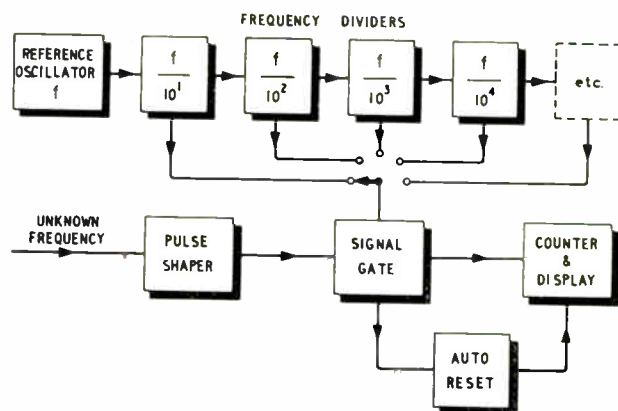 FREQUENCY DIVIDERS
REFERENCE
OSCILLATOR
f
f
10¹
f
10²
f
10³
f
10⁴
etc.
UNKNOWN
FREQUENCY
PULSE
SHAPER
SIGNAL
GATE
COUNTER
&
DISPLAY
AUTO
RESET